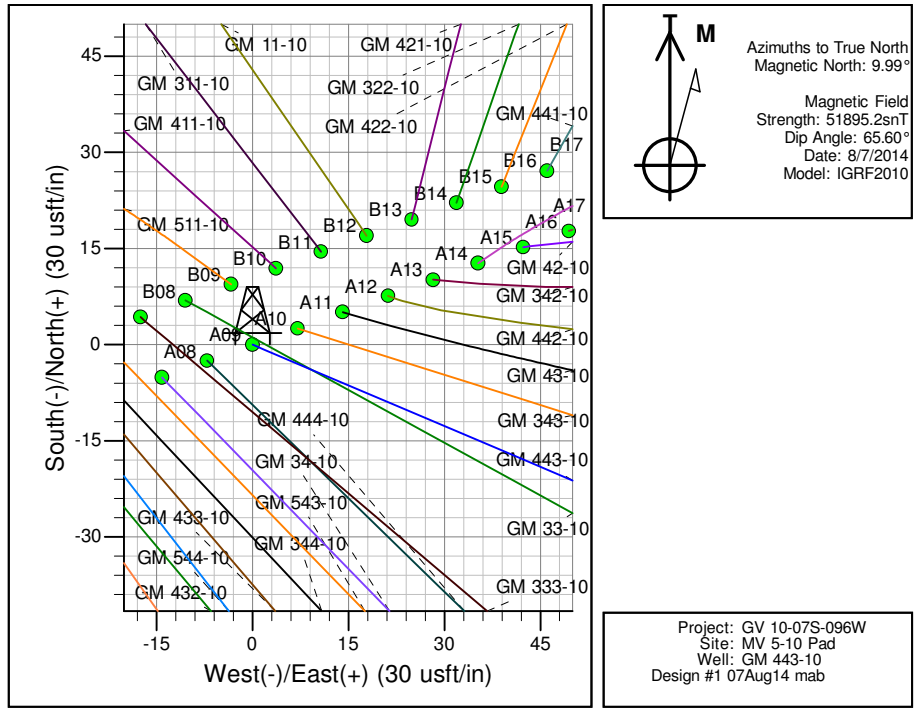 45
30
15
0
-15
-30
-15
0
15
30
45
South(-)/North(+) (30 usft/in)
West(-)/East(+) (30 usft/in)
GM 11-10
GM 421-10
GM 311-10
GM 322-10
GM 411-10
GM 422-10
GM 441-10
B17
B16
B15
B14
B13
A17
A16
GM 511-10
B12
B11
A15
B10
A14
GM 42-10
B09
A13
B08
A12
GM 342-10
A11
A10
A09
GM 442-10
A08
GM 43-10
GM 444-10
GM 343-10
GM 34-10
GM 443-10
GM 543-10
GM 433-10
GM 33-10
GM 344-10
GM 544-10
GM 333-10
GM 432-10
M
Azimuths to True North
Magnetic North: 9.99°
Magnetic Field
Strength: 51895.2snT
Dip Angle: 65.60°
Date: 8/7/2014
Model: IGRF2010
Project: GV 10-07S-096W
Site: MV 5-10 Pad
Well: GM 443-10
Design #1 07Aug14 mab